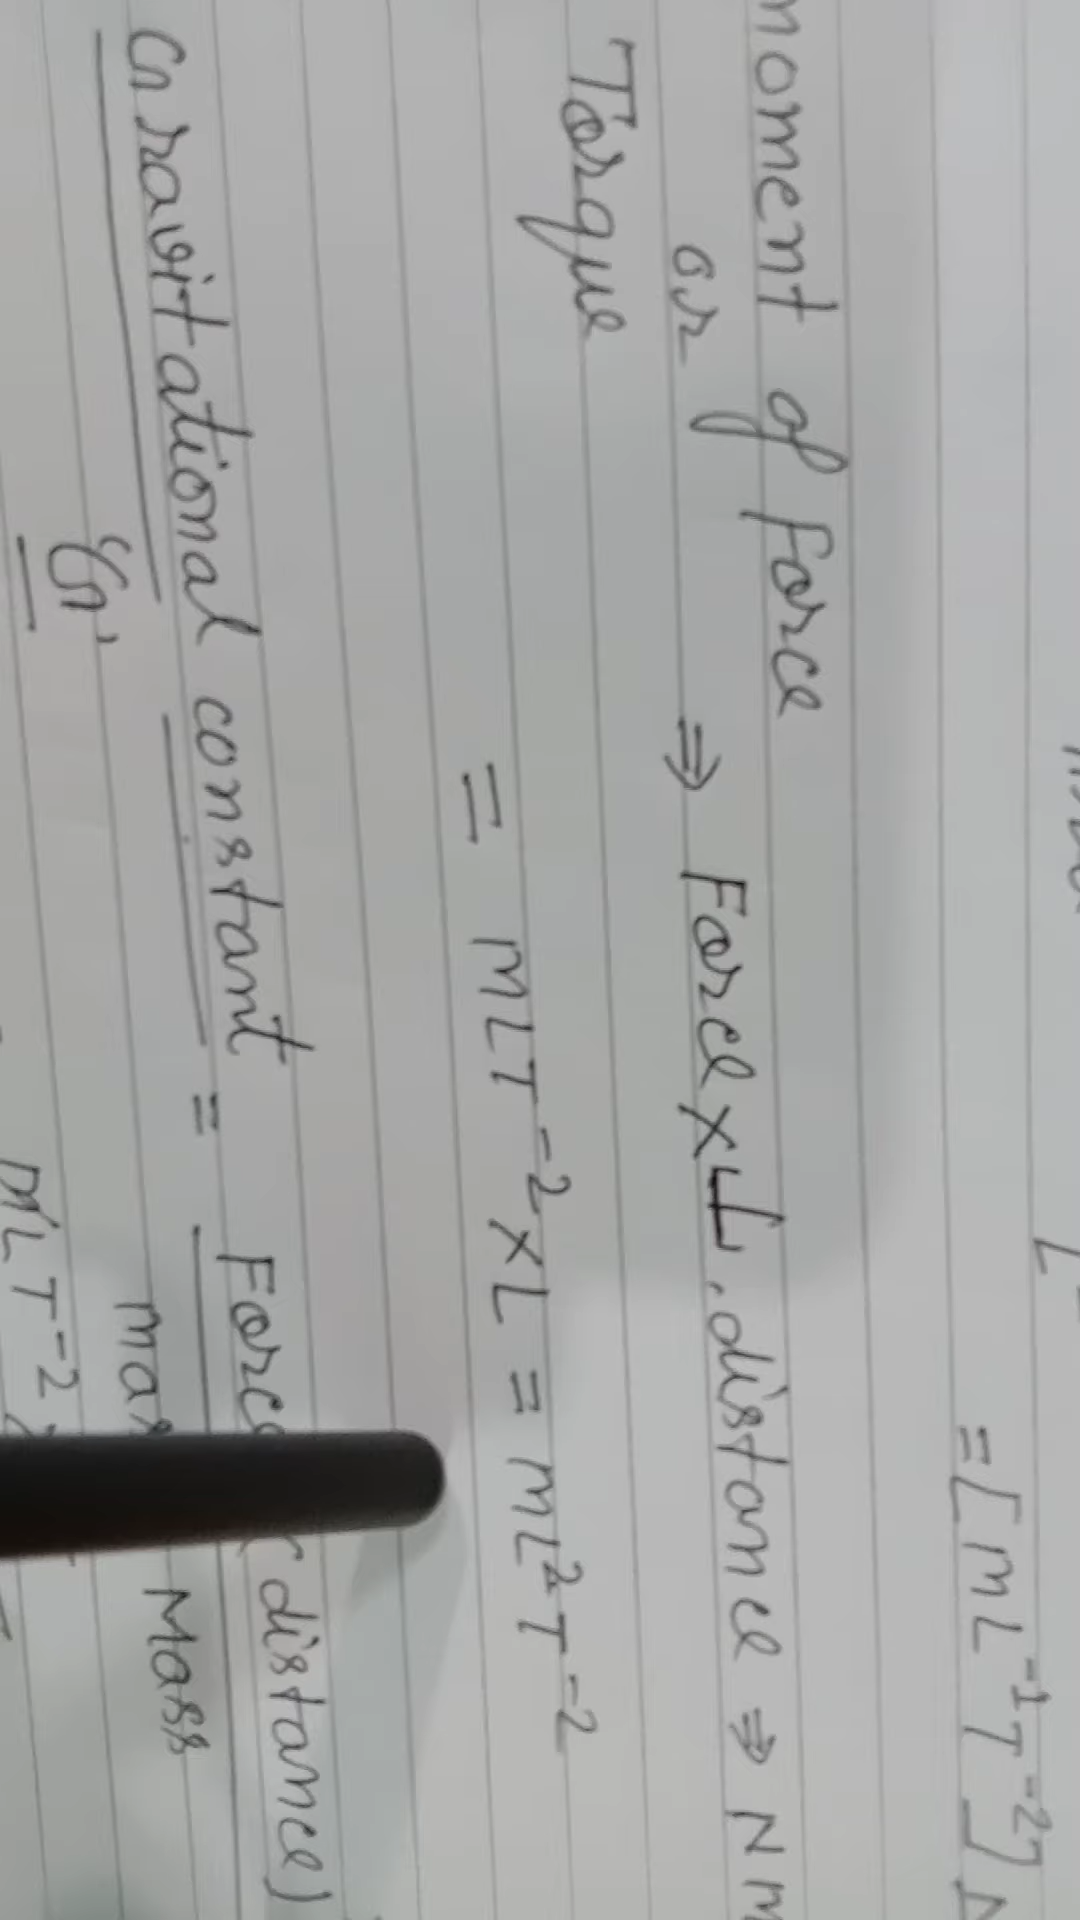 = [ML⁻¹T⁻²]
moment of force
or ⇒ Force x ⊥. distance ⇒ Nm
Torque
= MLT⁻² x L = ML²T⁻²
Gravitational constant = distance)
"G" Mass
MLT⁻²